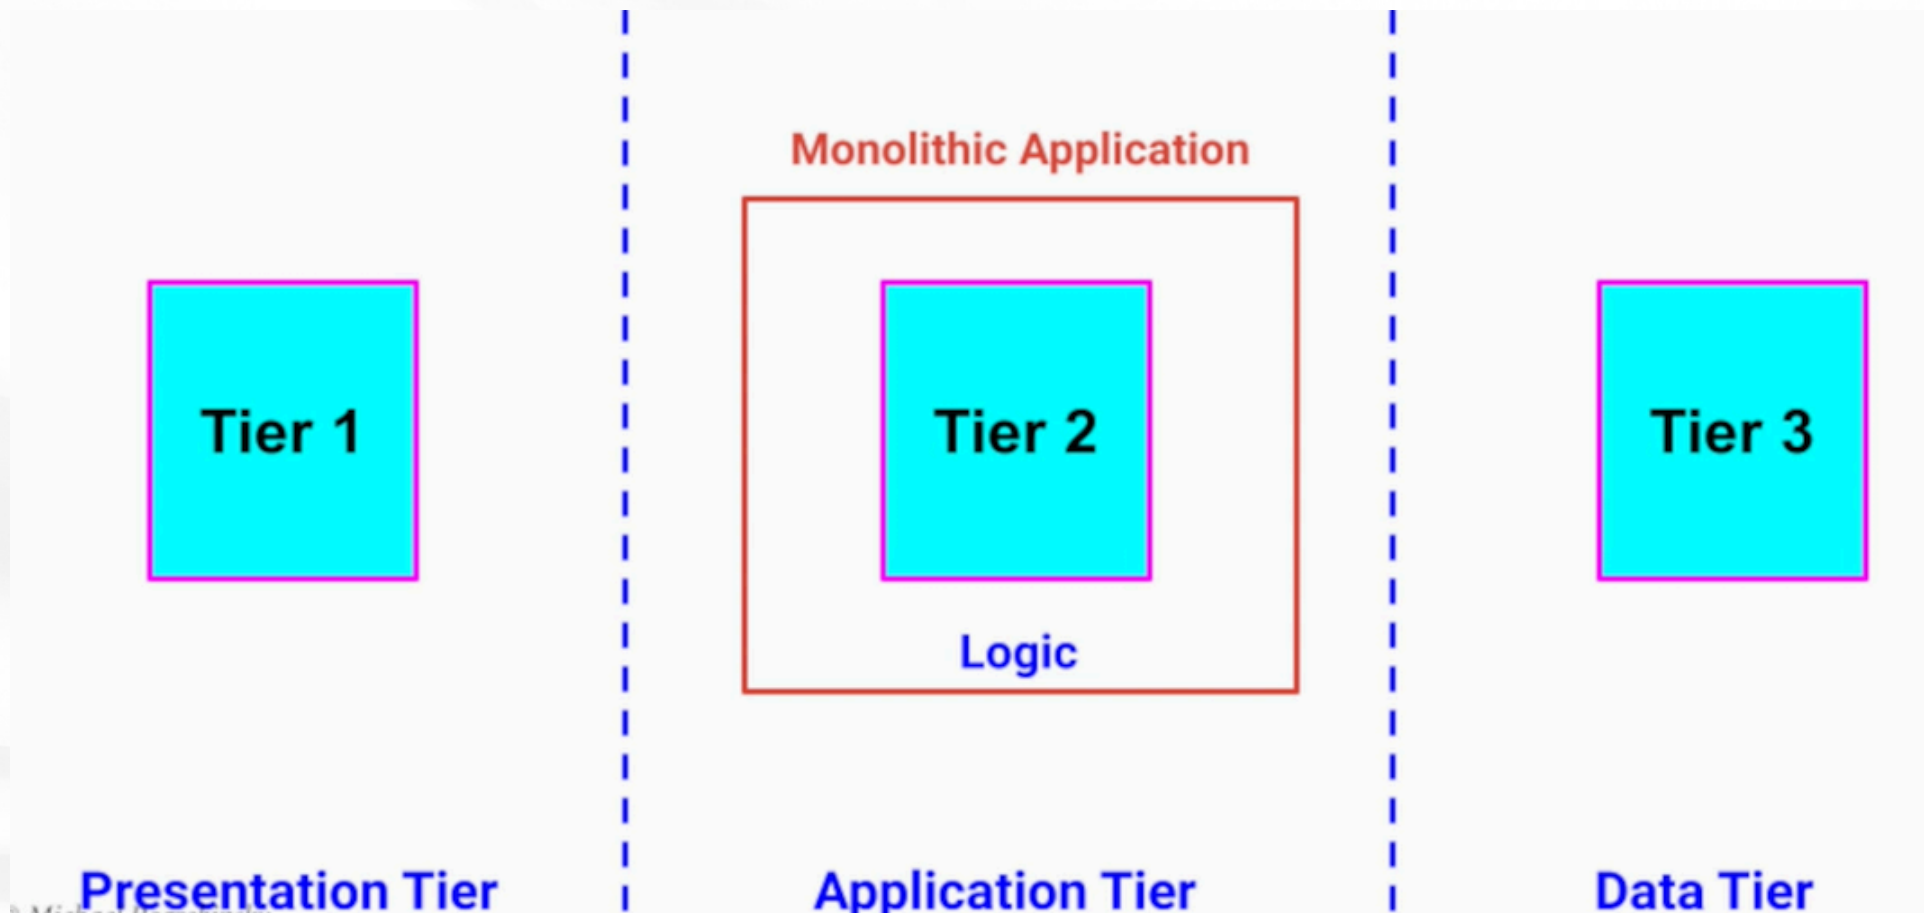 Monolithic Application
Tier 1
Tier 2
Tier 3
Logic
Presentation Tier
Application Tier
Data Tier